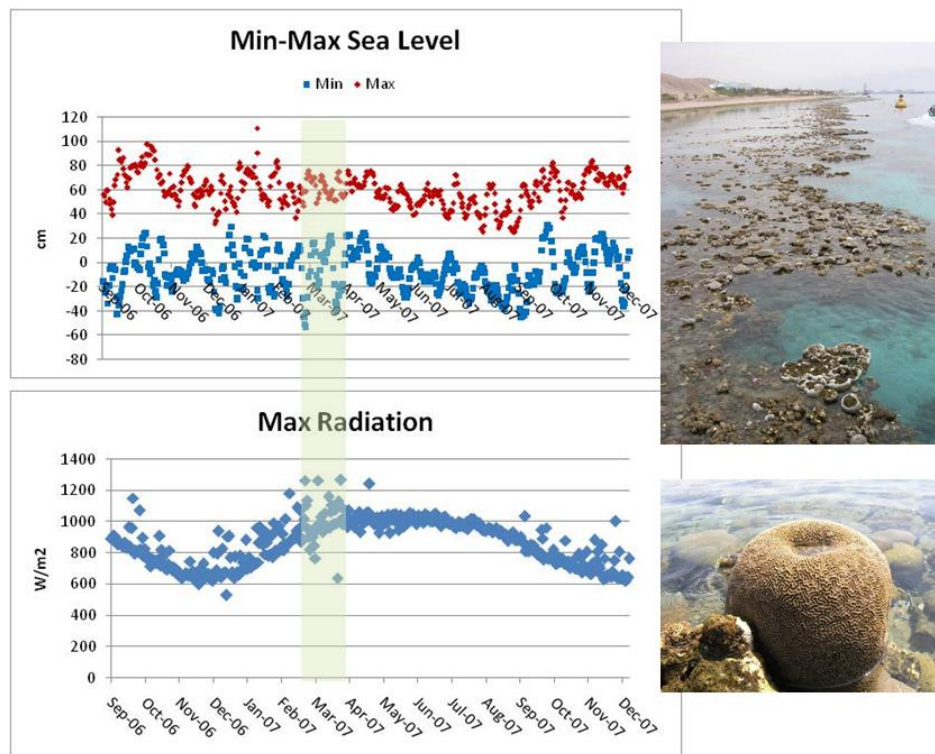 Min-Max Sea Level
Min Max
120
100
80
60
40
20
0
-20
-40
-60
-80
cm
Sep-06
Oct-06
Nov-06
Dec-06
Jan-07
Feb-07
Mar-07
Apr-07
May-07
Jun-07
Jul-07
Aug-07
Sep-07
Oct-07
Nov-07
Dec-07
Max Radiation
1400
1200
1000
800
600
400
200
0
W/m2
Sep-06
Oct-06
Nov-06
Dec-06
Jan-07
Feb-07
Mar-07
Apr-07
May-07
Jun-07
Jul-07
Aug-07
Sep-07
Oct-07
Nov-07
Dec-07